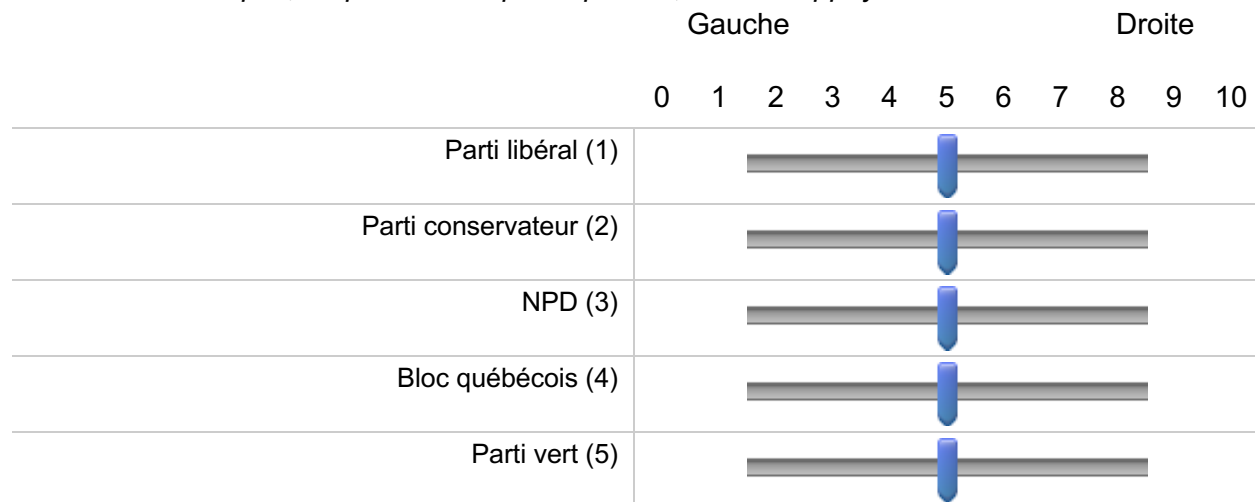 Gauche Droite
0 1 2 3 4 5 6 7 8 9 10
Parti libéral (1)
Parti conservateur (2)
NPD (3)
Bloc québécois (4)
Parti vert (5)